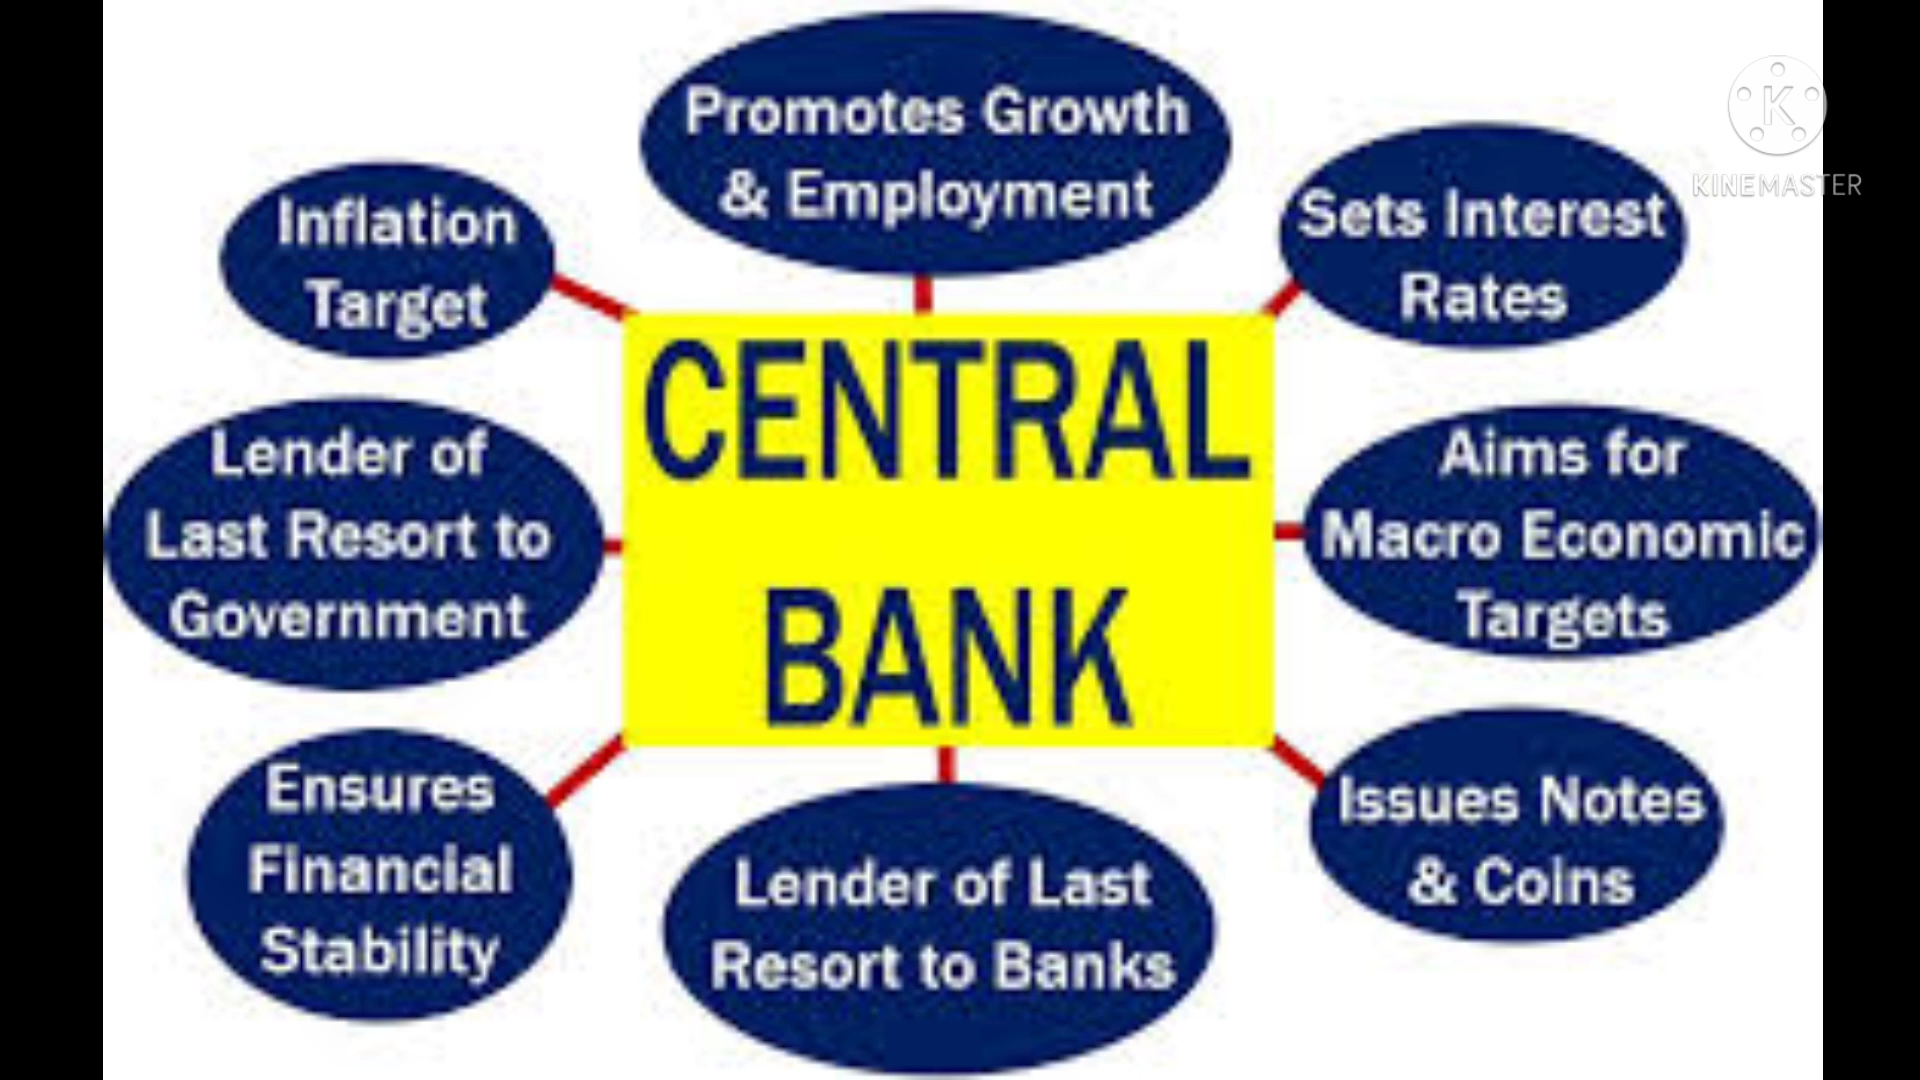 Promotes Growth
& Employment
Inflation
Target
Sets Interest
Rates
K
KINEMASTER
CENTRAL
BANK
Lender of
Last Resort to
Government
Aims for
Macro Economic
Targets
Ensures
Financial
Stability
Lender of Last
Resort to Banks
Issues Notes
& Coins